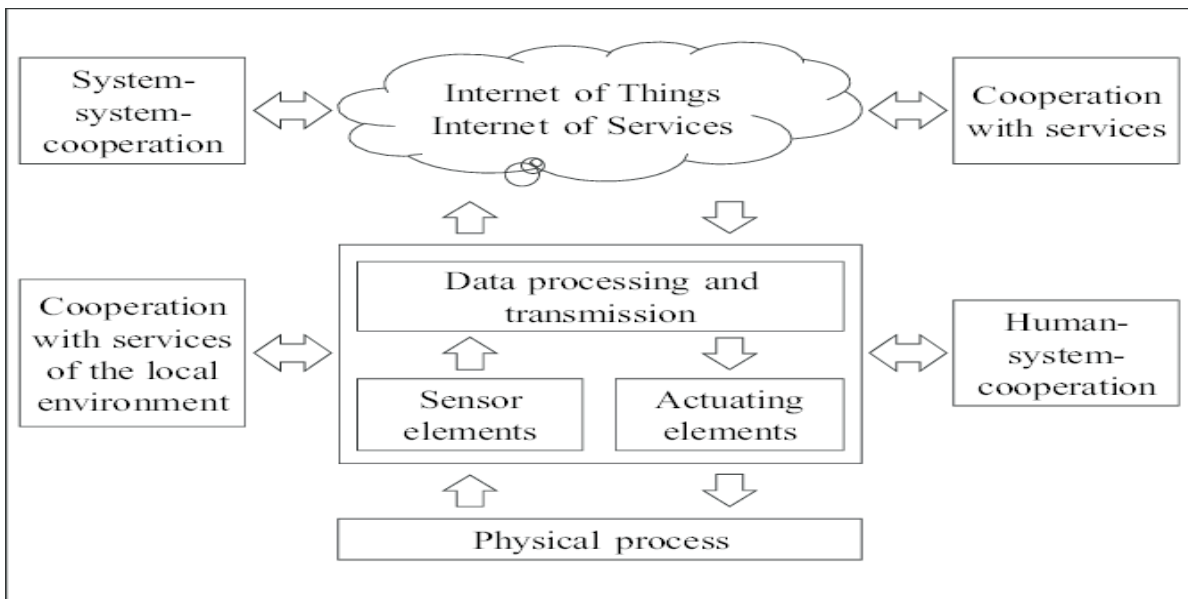 System-
system-
cooperation
Internet of Things
Internet of Services
Cooperation
with services
Data processing and
transmission
Cooperation
with services
of the local
environment
Sensor
elements
Actuating
elements
Human-
system-
cooperation
Physical process